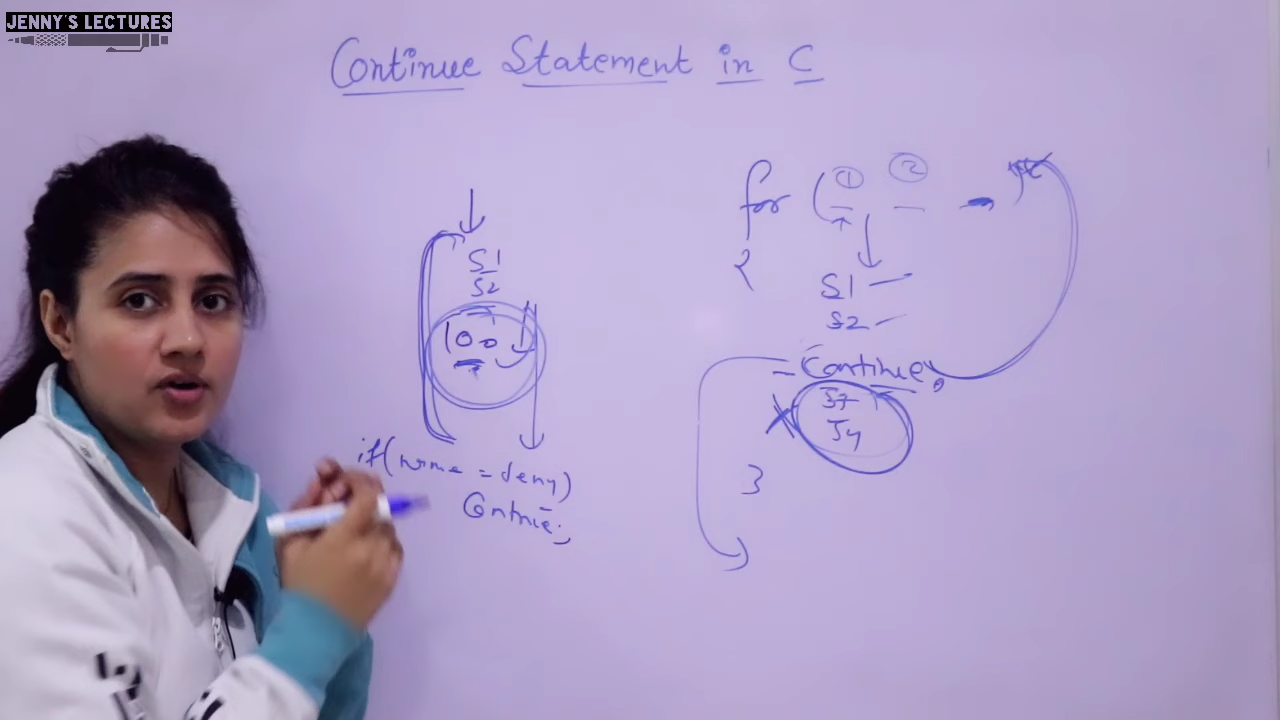 JENNY'S LECTURES
Continue Statement in C
for ( ① ② )
{
S1
S2
Continue;
S3
S4
}
S1
S2
100
if(name = Jeny)
Continue;